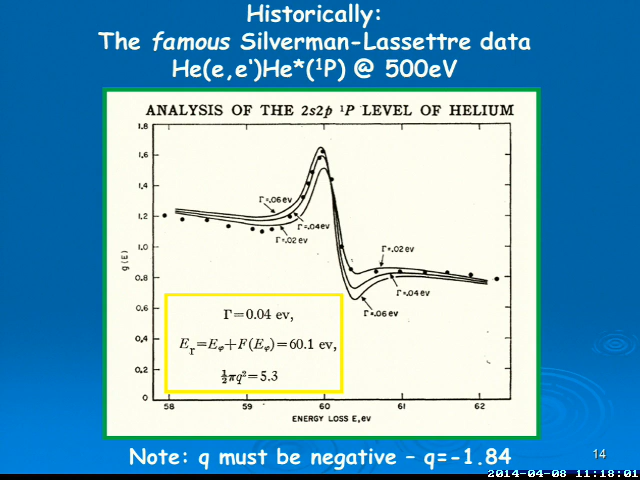 Historically:
The famous Silverman-Lassettre data
He(e,e')He*(¹P) @ 500eV
ANALYSIS OF THE 2s2p ¹P LEVEL OF HELIUM
1,8
1,6
1,4
1,2
1,0
0,8
0,6
0,4
0,2
0
g(E)
Γ=.06 ev
Γ=.04 ev
Γ=.02 ev
Γ=.02 ev
Γ=.04 ev
Γ=.06 ev
Γ=0.04 ev,
E_r=E_φ+F(E_φ)=60.1 ev,
½πq²=5.3
58 59 60 61 62
ENERGY LOSS E,ev
Note: q must be negative - q=-1.84
14
2014-04-08 11:18:01